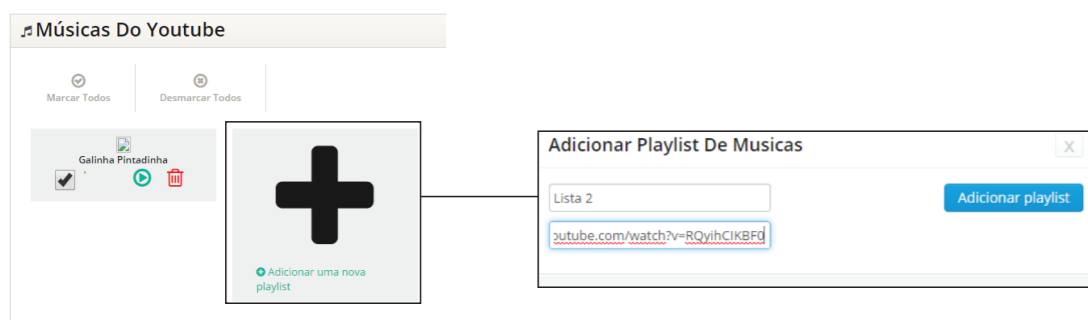 Músicas Do Youtube
Marcar Todos
Desmarcar Todos
Galinha Pintadinha
Adicionar uma nova
playlist
Adicionar Playlist De Musicas
X
Lista 2
Adicionar playlist
outube.com/watch?v=RQyihCIKBF0